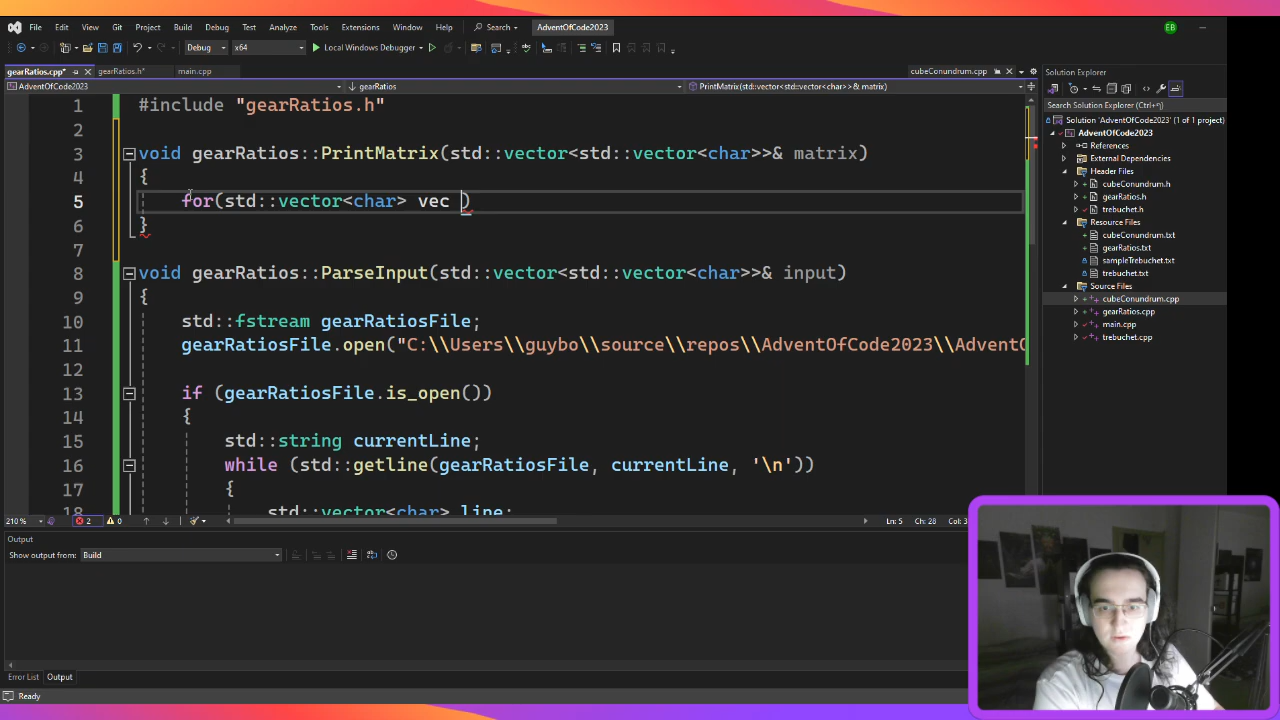 File Edit View Git Project Build Debug Test Analyze Tools Extensions Window Help Search AdventOfCode2023 EB
Debug x64 Local Windows Debugger
gearRatios.cpp* gearRatios.h* main.cpp cubeConundrum.cpp
AdventOfCode2023 gearRatios PrintMatrix(std::vector<std::vector<char>>& matrix)
1 #include "gearRatios.h"
2
3 void gearRatios::PrintMatrix(std::vector<std::vector<char>>& matrix)
4 {
5 for(std::vector<char> vec )
6 }
7
8 void gearRatios::ParseInput(std::vector<std::vector<char>>& input)
9 {
10 std::fstream gearRatiosFile;
11 gearRatiosFile.open("C:\\Users\\guybo\\source\\repos\\AdventOfCode2023\\AdventO
12
13 if (gearRatiosFile.is_open())
14 {
15 std::string currentLine;
16 while (std::getline(gearRatiosFile, currentLine, '\n'))
17 {
18 std::vector<char> line;
210 % 2 0 Ln: 5 Ch: 28 Col: 3
Output
Show output from: Build
Error List Output
Ready
Solution Explorer
Search Solution Explorer (Ctrl+*)
Solution 'AdventOfCode2023' (1 of 1 project)
AdventOfCode2023
References
External Dependencies
Header Files
cubeConundrum.h
gearRatios.h
trebuchet.h
Resource Files
cubeConundrum.txt
gearRatios.txt
sampleTrebuchet.txt
trebuchet.txt
Source Files
cubeConundrum.cpp
gearRatios.cpp
main.cpp
trebuchet.cpp